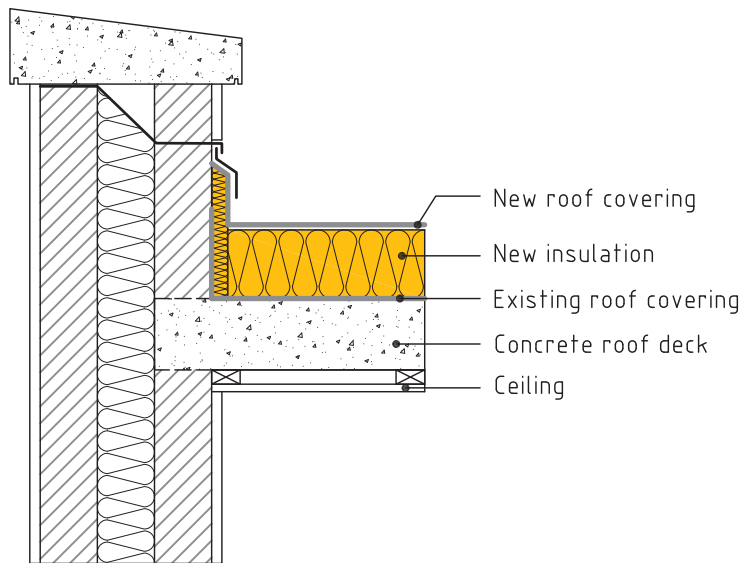 New roof covering
New insulation
Existing roof covering
Concrete roof deck
Ceiling